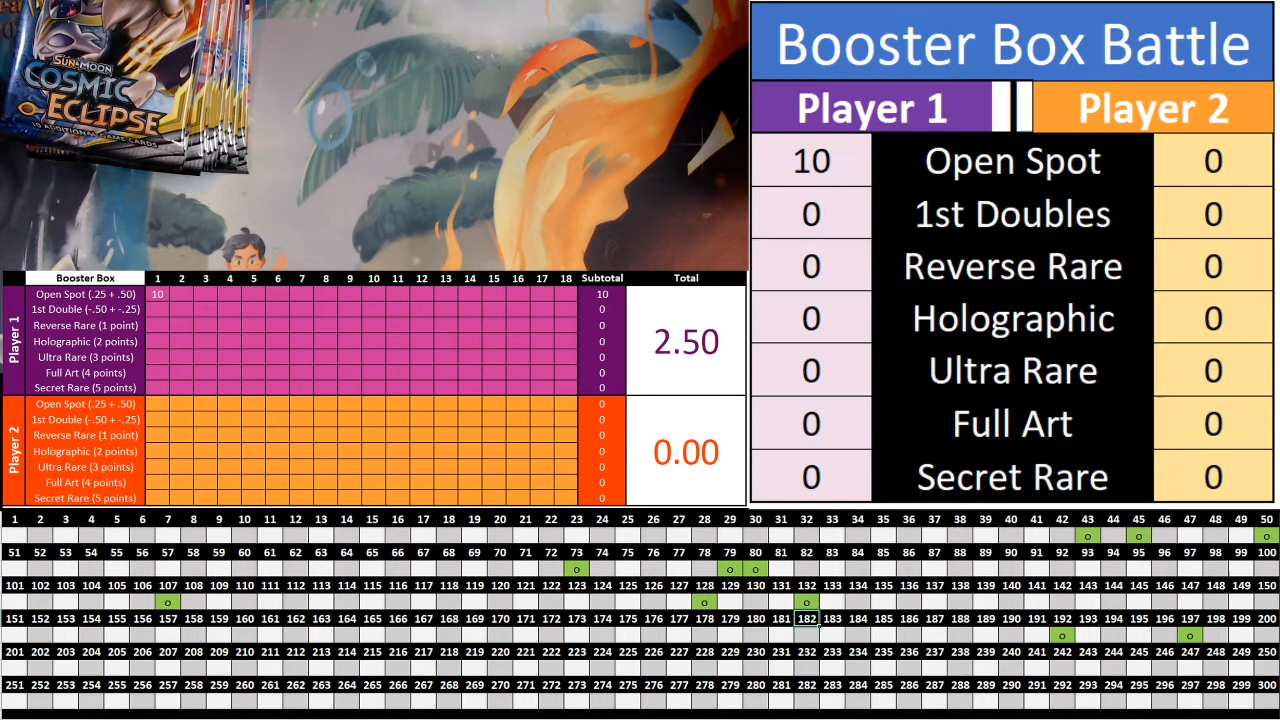 SUN & MOON
COSMIC
ECLIPSE
10 ADDITIONAL GAME CARDS
Booster Box Battle
Player 1 Player 2
10 Open Spot 0
0 1st Doubles 0
0 Reverse Rare 0
0 Holographic 0
0 Ultra Rare 0
0 Full Art 0
0 Secret Rare 0
Booster Box 1 2 3 4 5 6 7 8 9 10 11 12 13 14 15 16 17 18 Subtotal Total
Player 1
Open Spot (.25 + .50) 10 10
1st Double (-.50 + -.25) 0
Reverse Rare (1 point) 0
Holographic (2 points) 0
Ultra Rare (3 points) 0
Full Art (4 points) 0
Secret Rare (5 points) 0
2.50
Player 2
Open Spot (.25 + .50) 0
1st Double (-.50 + -.25) 0
Reverse Rare (1 point) 0
Holographic (2 points) 0
Ultra Rare (3 points) 0
Full Art (4 points) 0
Secret Rare (5 points) 0
0.00
1 2 3 4 5 6 7 8 9 10 11 12 13 14 15 16 17 18 19 20 21 22 23 24 25 26 27 28 29 30 31 32 33 34 35 36 37 38 39 40 41 42 43 44 45 46 47 48 49 50
o o o
51 52 53 54 55 56 57 58 59 60 61 62 63 64 65 66 67 68 69 70 71 72 73 74 75 76 77 78 79 80 81 82 83 84 85 86 87 88 89 90 91 92 93 94 95 96 97 98 99 100
o o o
101 102 103 104 105 106 107 108 109 110 111 112 113 114 115 116 117 118 119 120 121 122 123 124 125 126 127 128 129 130 131 132 133 134 135 136 137 138 139 140 141 142 143 144 145 146 147 148 149 150
o o o
151 152 153 154 155 156 157 158 159 160 161 162 163 164 165 166 167 168 169 170 171 172 173 174 175 176 177 178 179 180 181 182 183 184 185 186 187 188 189 190 191 192 193 194 195 196 197 198 199 200
o o
201 202 203 204 205 206 207 208 209 210 211 212 213 214 215 216 217 218 219 220 221 222 223 224 225 226 227 228 229 230 231 232 233 234 235 236 237 238 239 240 241 242 243 244 245 246 247 248 249 250
251 252 253 254 255 256 257 258 259 260 261 262 263 264 265 266 267 268 269 270 271 272 273 274 275 276 277 278 279 280 281 282 283 284 285 286 287 288 289 290 291 292 293 294 295 296 297 298 299 300